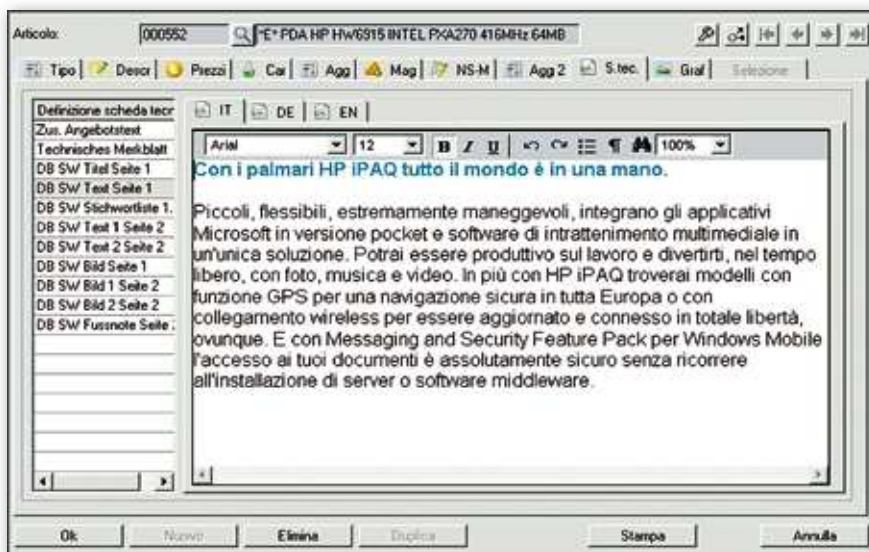 Articolo: 000552 *E* PDA HP HW6915 INTEL PXA270 416MHz 64MB
Tipo Descr Prezzi Car Agg Mag NS-M Agg 2 S.tec. Graf Selezione
Definizione scheda tecr
Zus. Angebotstext
Technisches Merkblatt
DB SW Titel Seite 1
DB SW Text Seite 1
DB SW Stichwortliste 1.
DB SW Text 1 Seite 2
DB SW Text 2 Seite 2
DB SW Bild Seite 1
DB SW Bild 1 Seite 2
DB SW Bild 2 Seite 2
DB SW Fussnote Seite
IT DE EN
Arial 12 B I U 100%
Con i palmari HP iPAQ tutto il mondo è in una mano.
Piccoli, flessibili, estremamente maneggevoli, integrano gli applicativi
Microsoft in versione pocket e software di intrattenimento multimediale in
un'unica soluzione. Potrai essere produttivo sul lavoro e divertirti, nel tempo
libero, con foto, musica e video. In più con HP iPAQ troverai modelli con
funzione GPS per una navigazione sicura in tutta Europa o con
collegamento wireless per essere aggiornato e connesso in totale libertà,
ovunque. E con Messaging and Security Feature Pack per Windows Mobile
l'accesso ai tuoi documenti è assolutamente sicuro senza ricorrere
all'installazione di server o software middleware.
Ok Nuovo Elimina Duplica Stampa Annulla